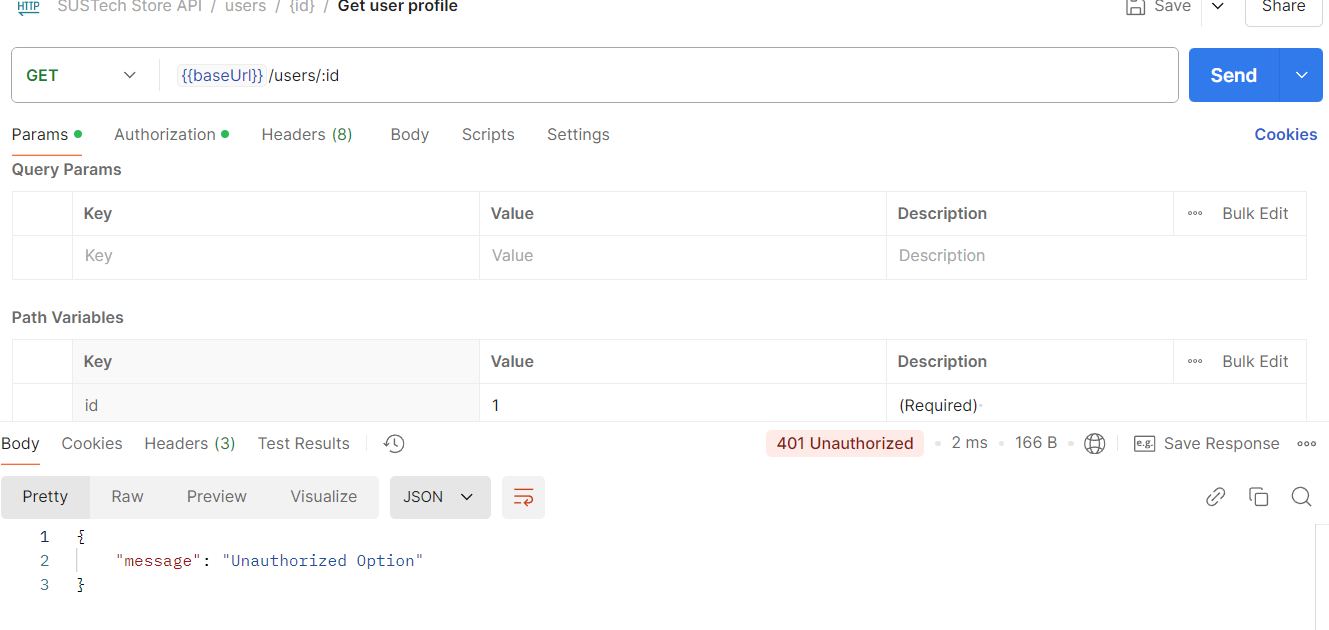 HTTP SUSTech Store API / users / {id} / Get user profile Save Share
GET {{baseUrl}} /users/:id Send
Params Authorization Headers (8) Body Scripts Settings Cookies
Query Params
Key Value Description Bulk Edit
Key Value Description
Path Variables
Key Value Description Bulk Edit
id 1 (Required)
Body Cookies Headers (3) Test Results 401 Unauthorized 2 ms 166 B e.g. Save Response
Pretty Raw Preview Visualize JSON
1 {
2 "message": "Unauthorized Option"
3 }